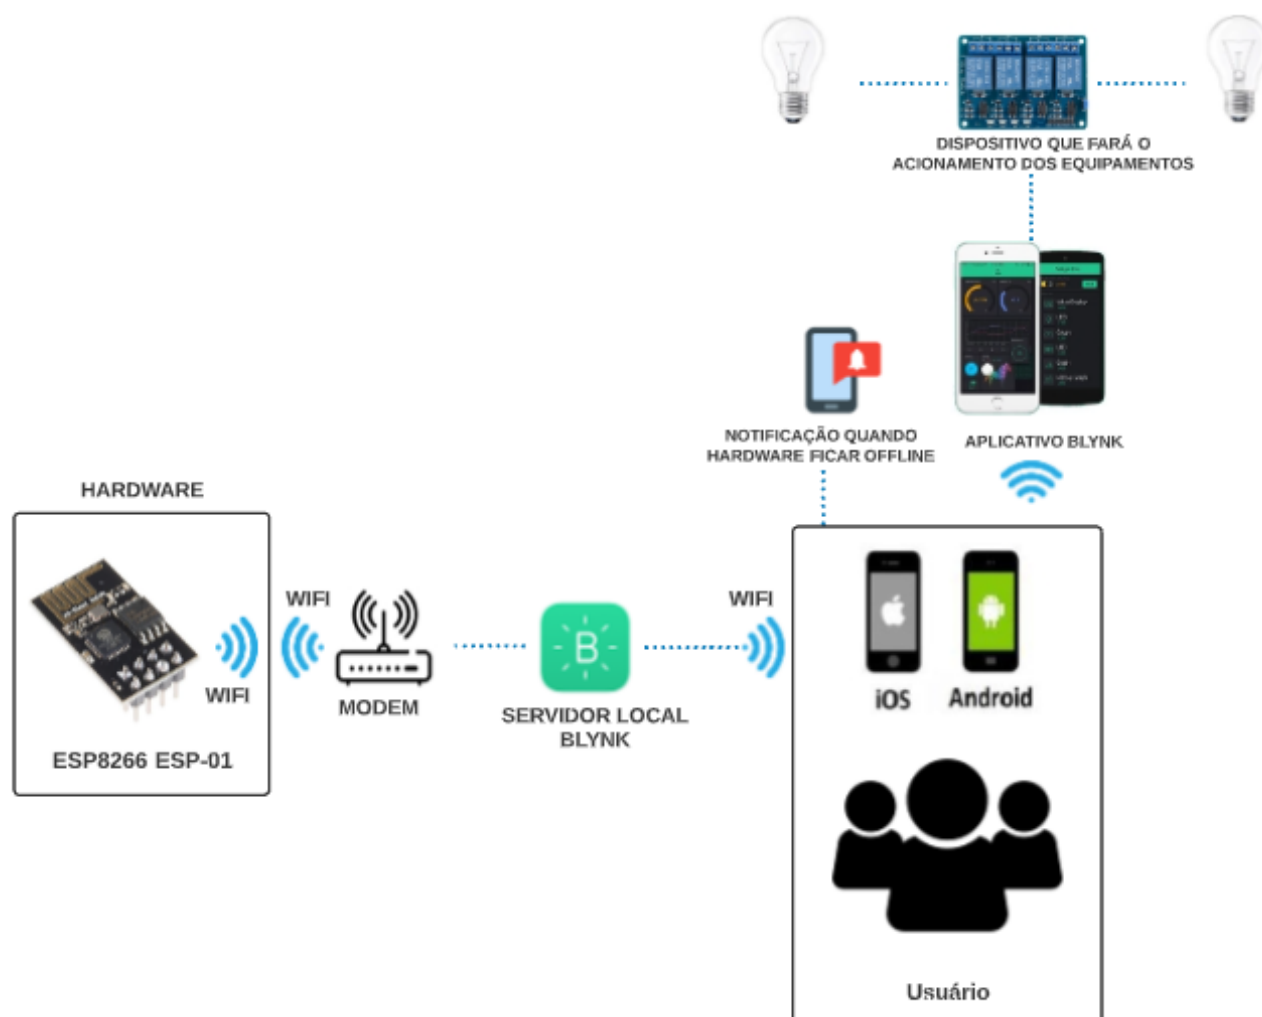 DISPOSITIVO QUE FARÁ O
ACIONAMENTO DOS EQUIPAMENTOS
NOTIFICAÇÃO QUANDO
HARDWARE FICAR OFFLINE
APLICATIVO BLYNK
HARDWARE
WIFI
WIFI
ESP8266 ESP-01
MODEM
B
SERVIDOR LOCAL
BLYNK
WIFI
iOS
Android
Usuário